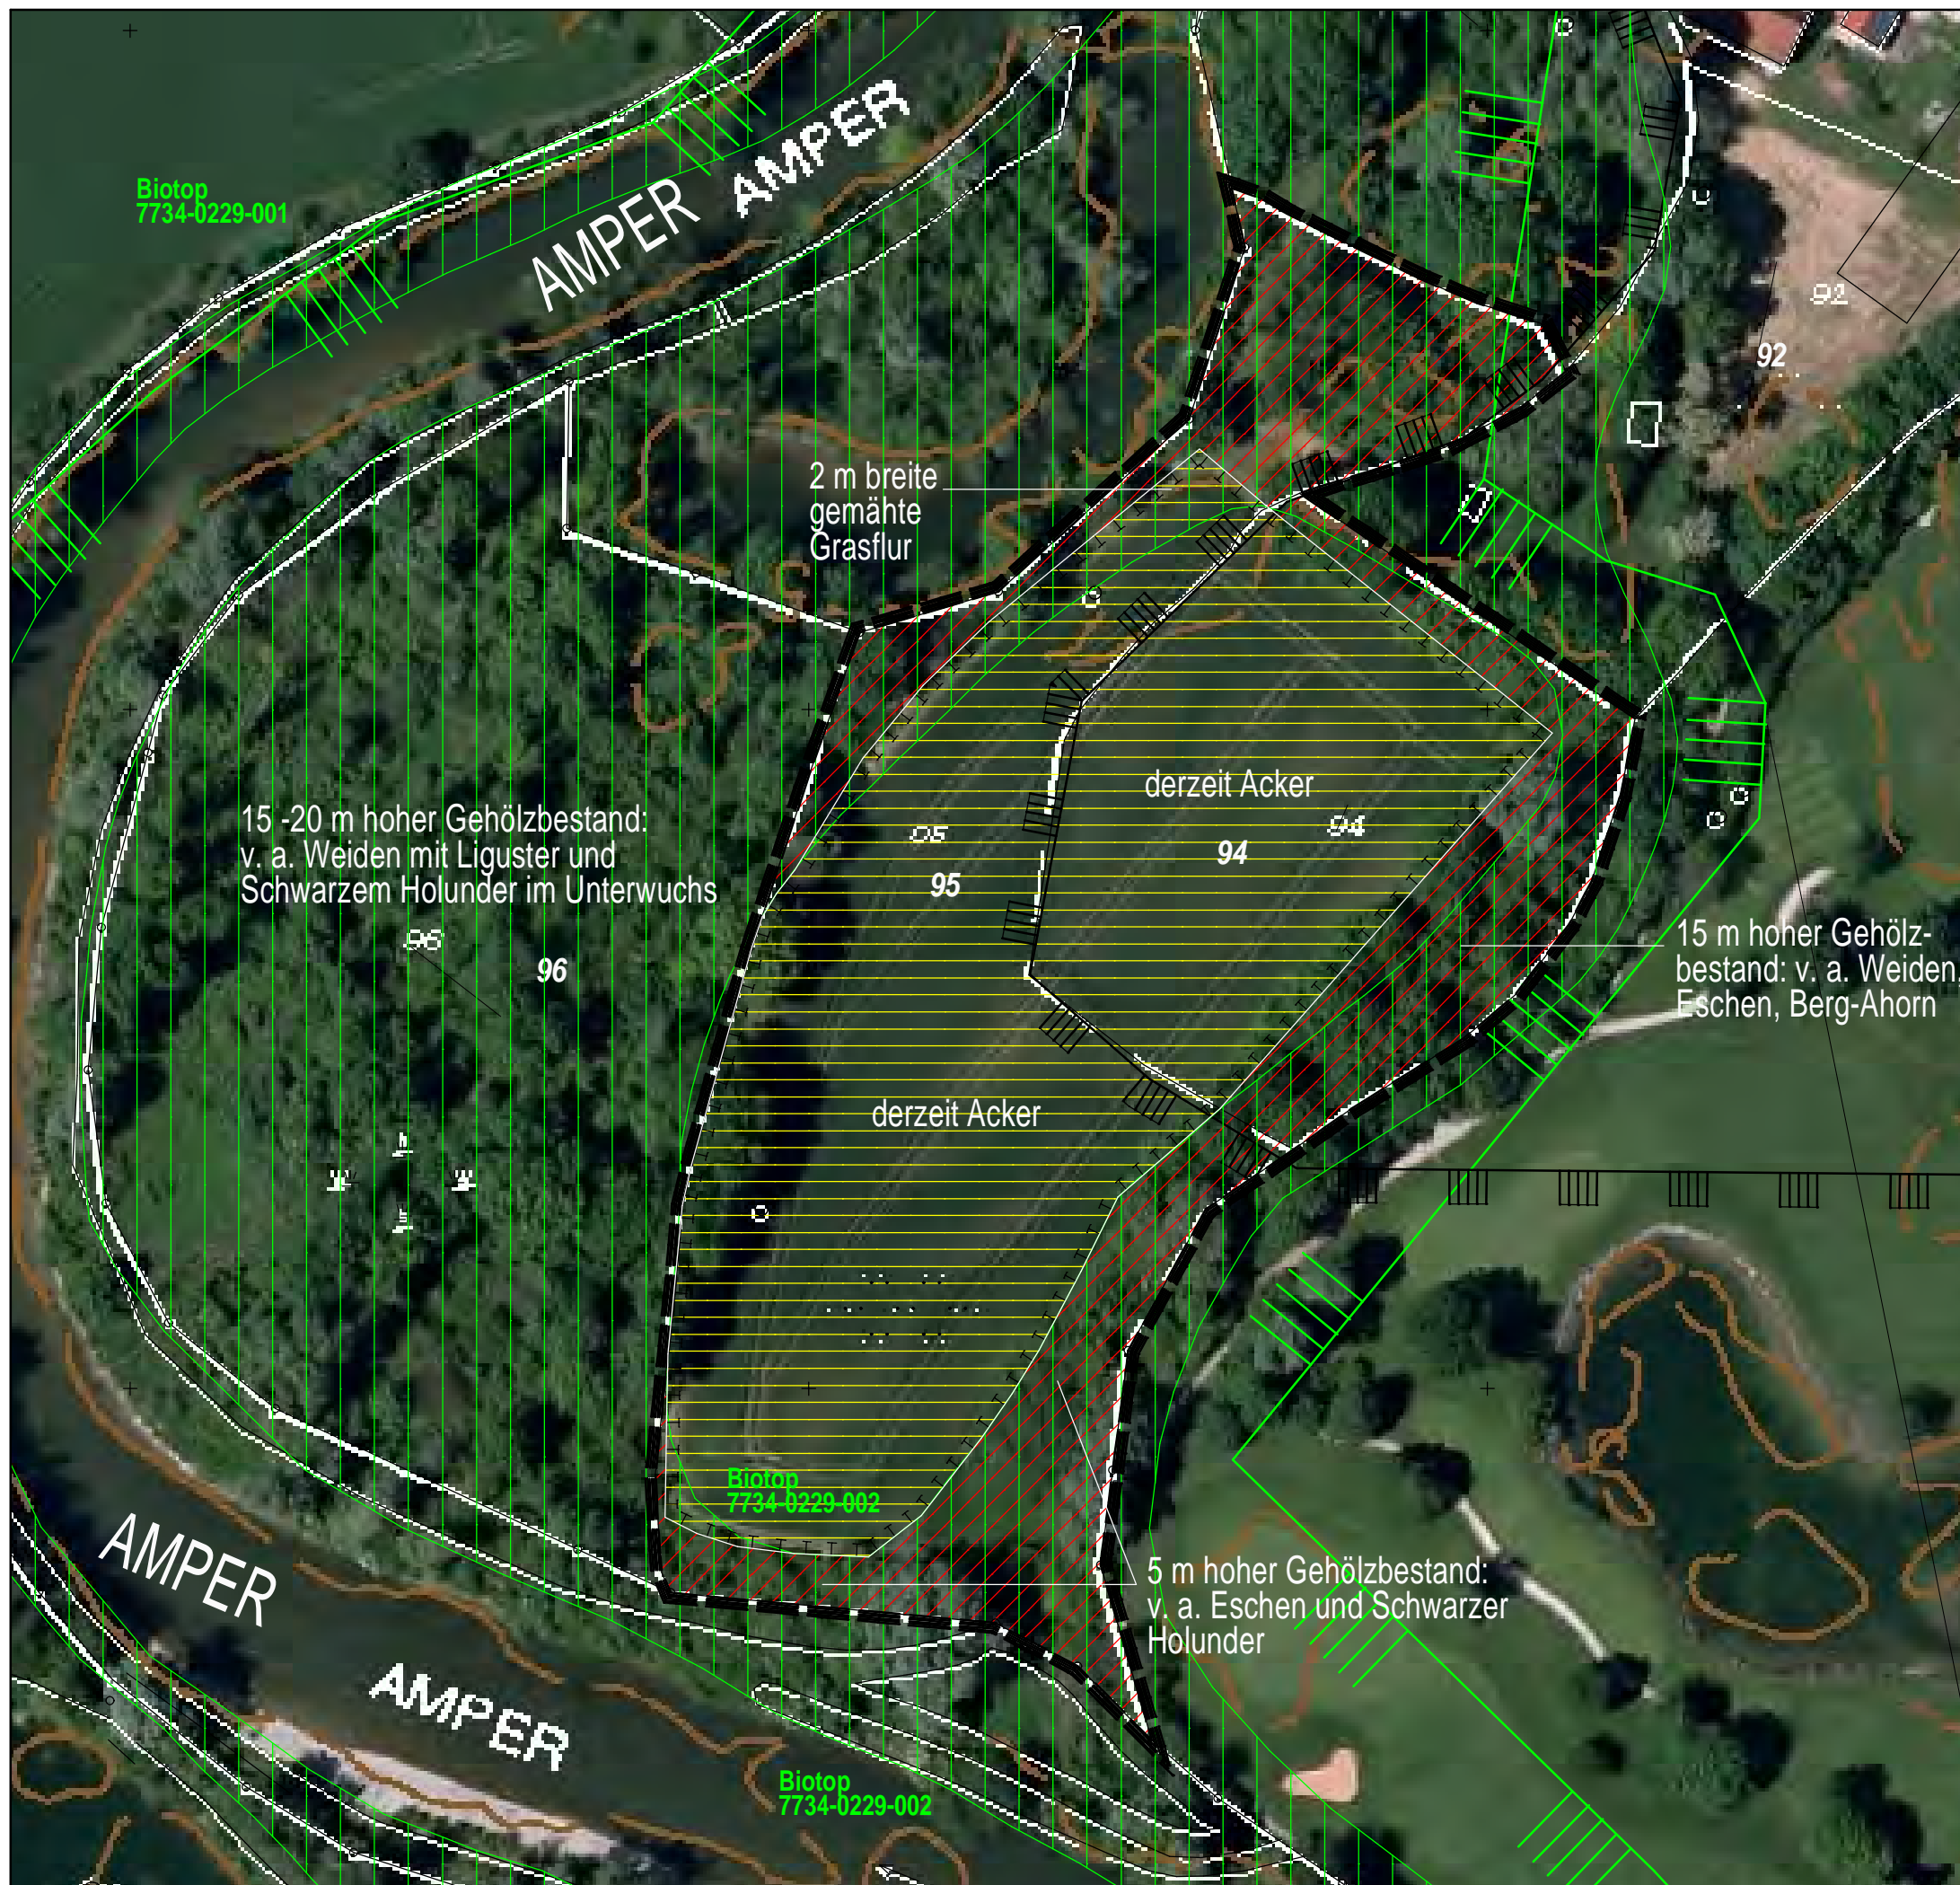 Biotop
7734-0229-001
AMPER
AMPER
92
92
2 m breite
gemähte
Grasflur
derzeit Acker
94
94
95
95
15 -20 m hoher Gehölzbestand:
v. a. Weiden mit Liguster und
Schwarzem Holunder im Unterwuchs
96
96
15 m hoher Gehölz-
bestand: v. a. Weiden,
Eschen, Berg-Ahorn
derzeit Acker
Biotop
7734-0229-002
AMPER
AMPER
5 m hoher Gehölzbestand:
v. a. Eschen und Schwarzer
Holunder
Biotop
7734-0229-002